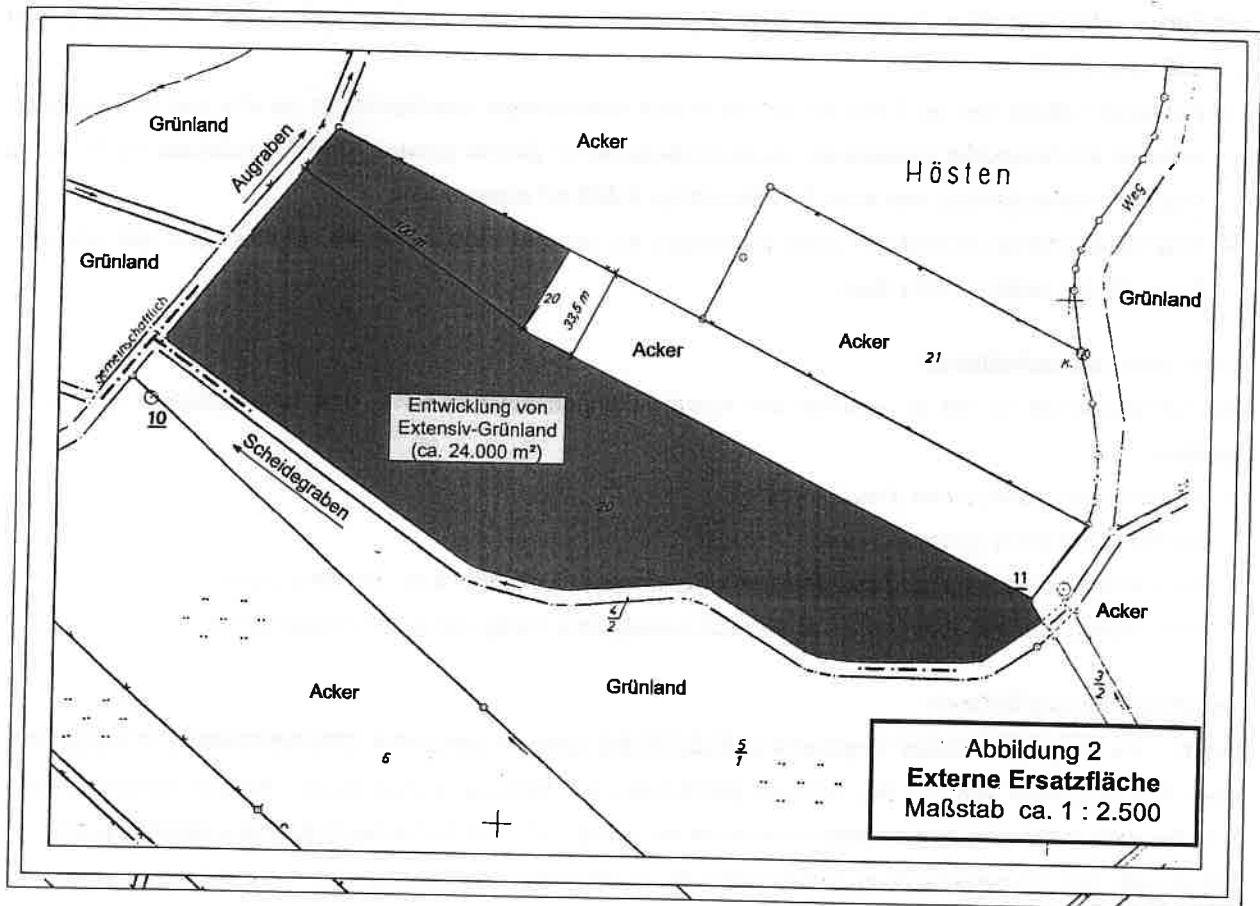 Grünland
Augraben
Acker
Hösten
Weg
Grünland
Grünland
gemeinschaftlich
100 m
20
33,5 m
Acker
Acker
21
K.
10
Entwicklung von
Extensiv-Grünland
(ca. 24.000 m²)
Scheidegraben
20
11
Acker
4
2
3
2
Acker
Grünland
6
5
1
Abbildung 2
Externe Ersatzfläche
Maßstab ca. 1 : 2.500